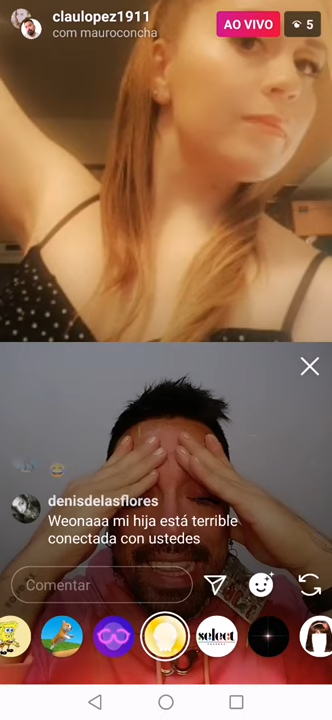 claulopez1911
com mauroconcha
AO VIVO
5
denisdelasflores
Weonaaa mi hija está terrible
conectada con ustedes
Comentar
select